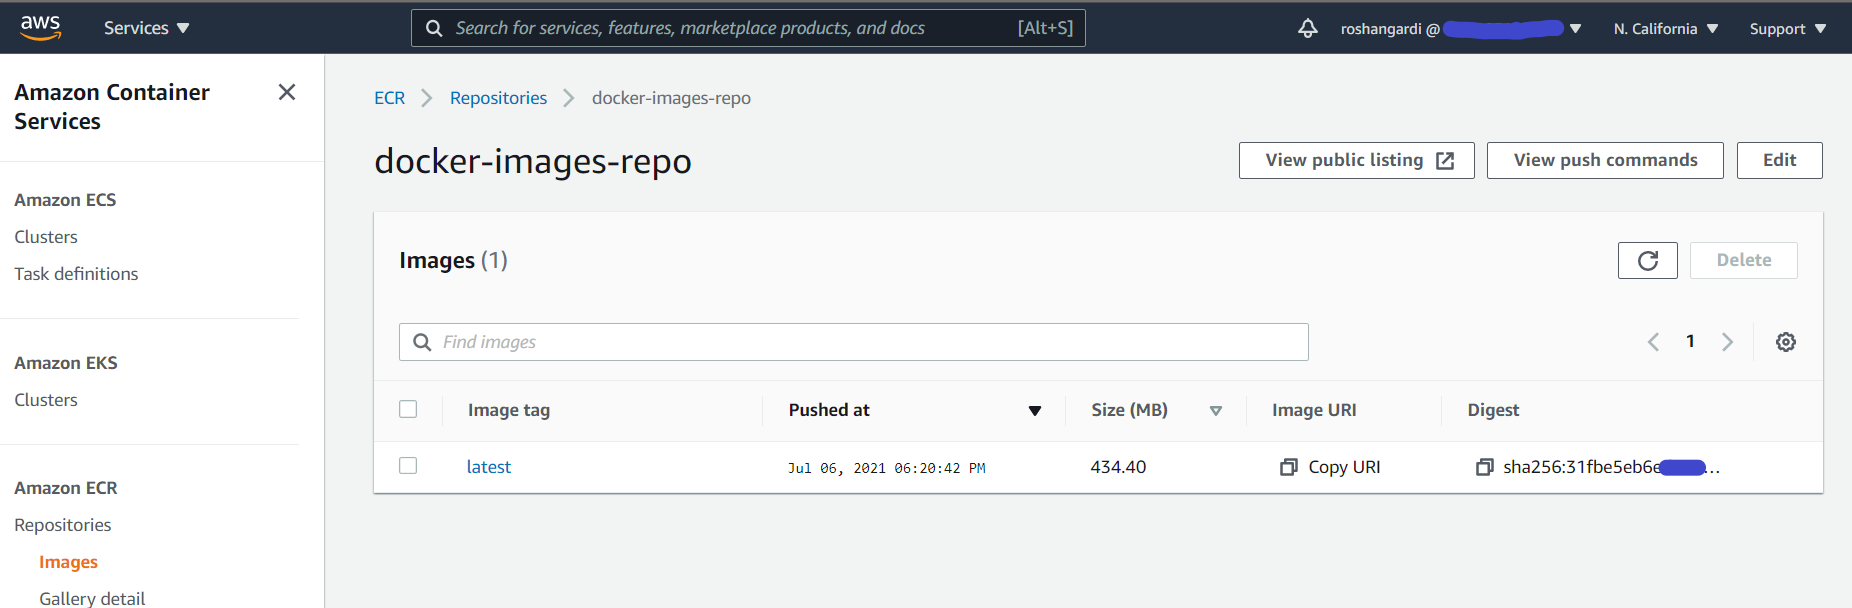 aws Services Search for services, features, marketplace products, and docs [Alt+S] roshangardi @ N. California Support
Amazon Container
Services
Amazon ECS
Clusters
Task definitions
Amazon EKS
Clusters
Amazon ECR
Repositories
Images
Gallery detail
ECR Repositories docker-images-repo
docker-images-repo View public listing View push commands Edit
Images (1) Delete
Find images 1
Image tag Pushed at Size (MB) Image URI Digest
latest Jul 06, 2021 06:20:42 PM 434.40 Copy URI sha256:31fbe5eb6e...